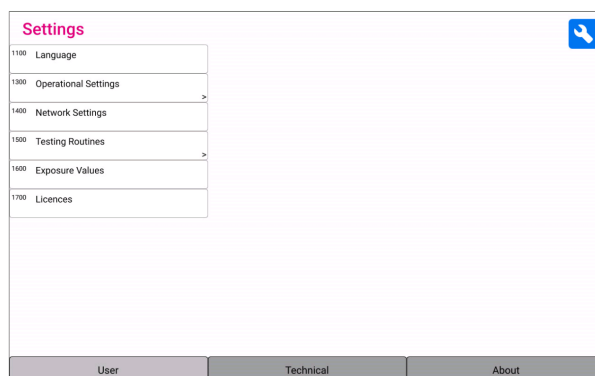 Settings
1100 Language
1300 Operational Settings
>
1400 Network Settings
1500 Testing Routines
>
1600 Exposure Values
1700 Licences
User Technical About